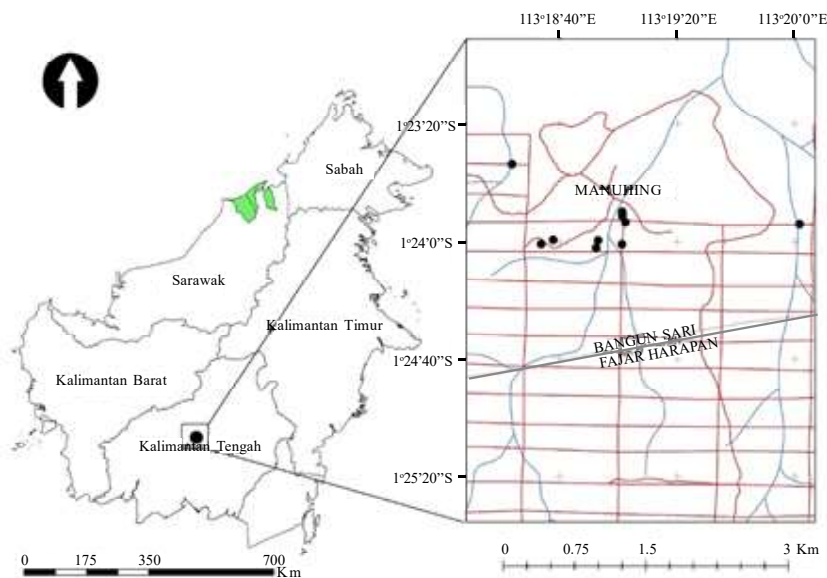 113°18'40''E 113°19'20''E 113°20'0''E
1°23'20''S
Sabah
MANUHING
1°24'0''S
Sarawak
Kalimantan Timur
BANGUN SARI
FAJAR HARAPAN
1°24'40''S
Kalimantan Barat
Kalimantan Tengah
1°25'20''S
0 175 350 700
Km
0 0.75 1.5 3 Km